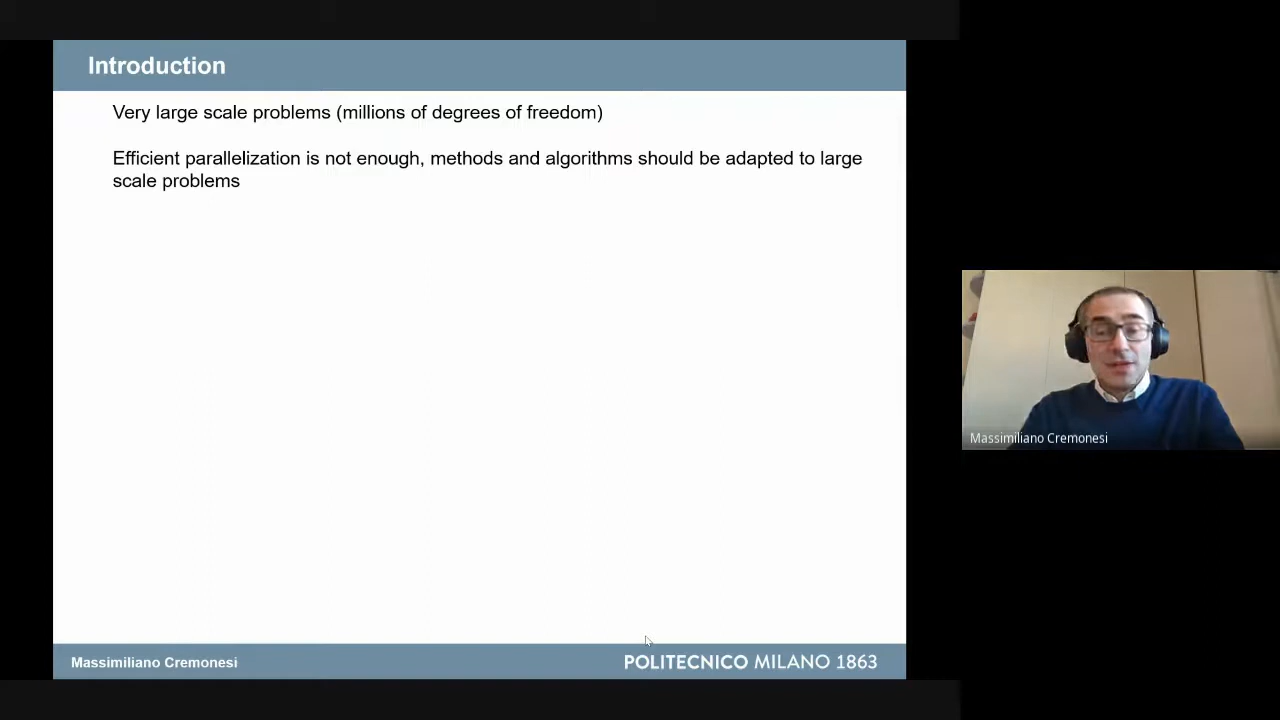 Introduction
Very large scale problems (millions of degrees of freedom)
Efficient parallelization is not enough, methods and algorithms should be adapted to large
scale problems
Massimiliano Cremonesi
Massimiliano Cremonesi
POLITECNICO MILANO 1863